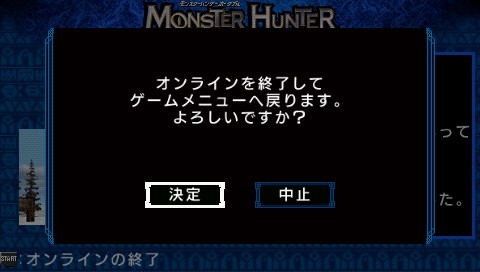 モンスターハンターポータブル
MONSTER HUNTER
オンラインを終了して
ゲームメニューへ戻ります。
よろしいですか?
って
た。
決定
中止
START:オンラインの終了